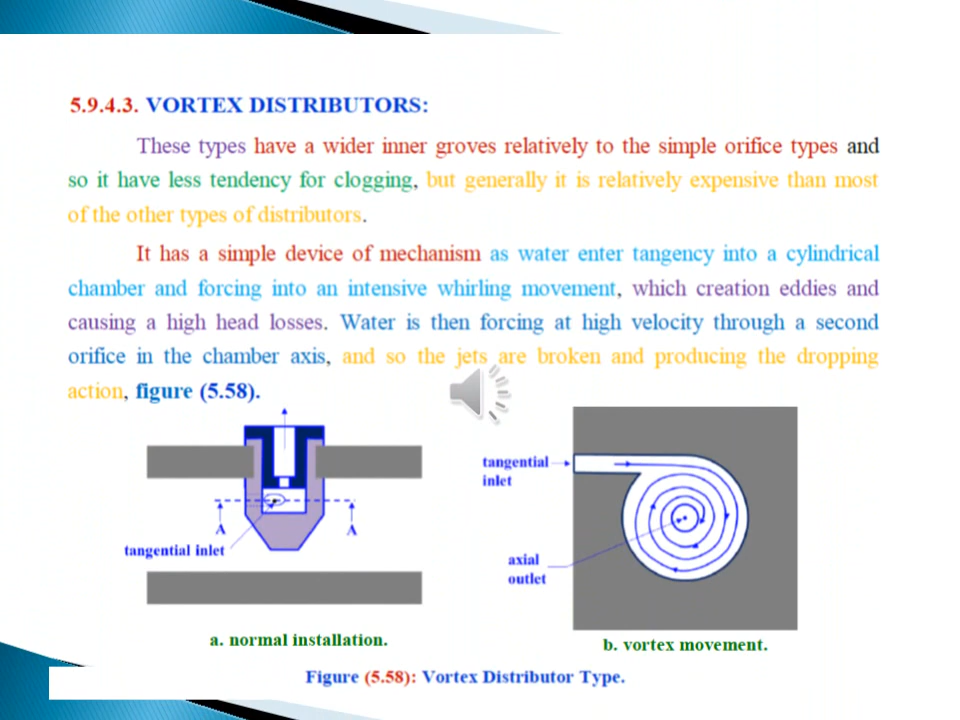 5.9.4.3. VORTEX DISTRIBUTORS:
These types have a wider inner groves relatively to the simple orifice types and
so it have less tendency for clogging, but generally it is relatively expensive than most
of the other types of distributors.
It has a simple device of mechanism as water enter tangency into a cylindrical
chamber and forcing into an intensive whirling movement, which creation eddies and
causing a high head losses. Water is then forcing at high velocity through a second
orifice in the chamber axis, and so the jets are broken and producing the dropping
action, figure (5.58).
A
A
tangential inlet
a. normal installation.
tangential
inlet
axial
outlet
b. vortex movement.
Figure (5.58): Vortex Distributor Type.